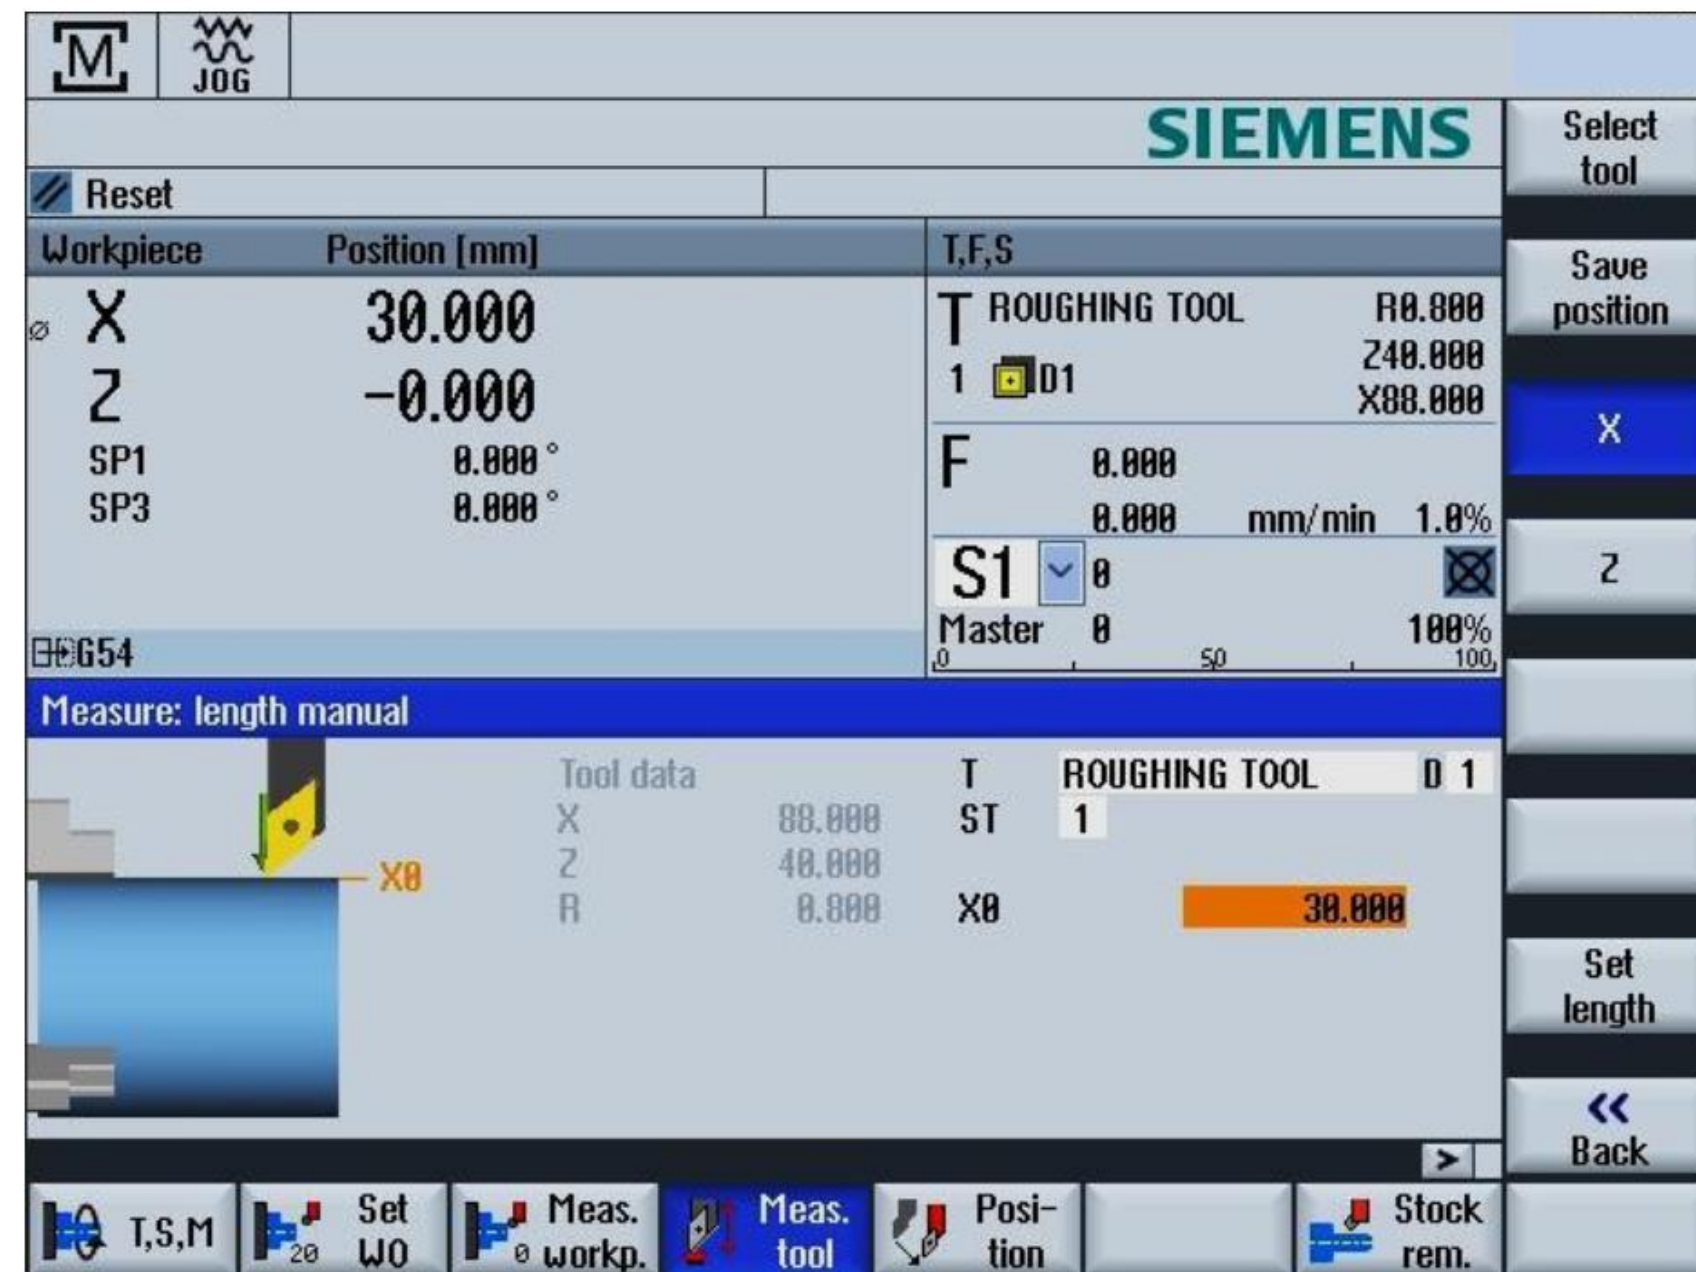 M
JOG
SIEMENS
Reset
Workpiece Position [mm]
Ø X 30.000
Z -0.000
SP1 0.000 °
SP3 0.000 °
G54
T,F,S
T ROUGHING TOOL R0.800
Z40.000
1 D1
X88.000
F 0.000
0.000 mm/min 1.0%
S1 0
Master 0 100%
0 50 100
Measure: length manual
X0
Tool data
X 88.000
Z 40.000
R 0.800
T ROUGHING TOOL D 1
ST 1
X0 30.000
Select
tool
Save
position
X
Z
Set
length
«
Back
>
T,S,M
Set
WO
20
Meas.
workp.
0
Meas.
tool
Posi-
tion
Stock
rem.